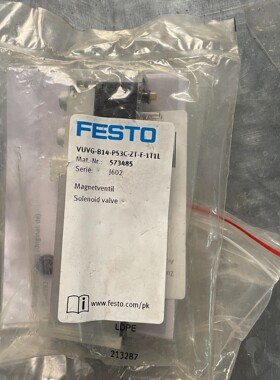 FESTO
VUVG-B14-P53C-ZT-F-1T1L
Mat. Nr.: 573485
Serie: J602
Magnetventil
Solenoid valve
www.festo.com/pk
LDPE
213287